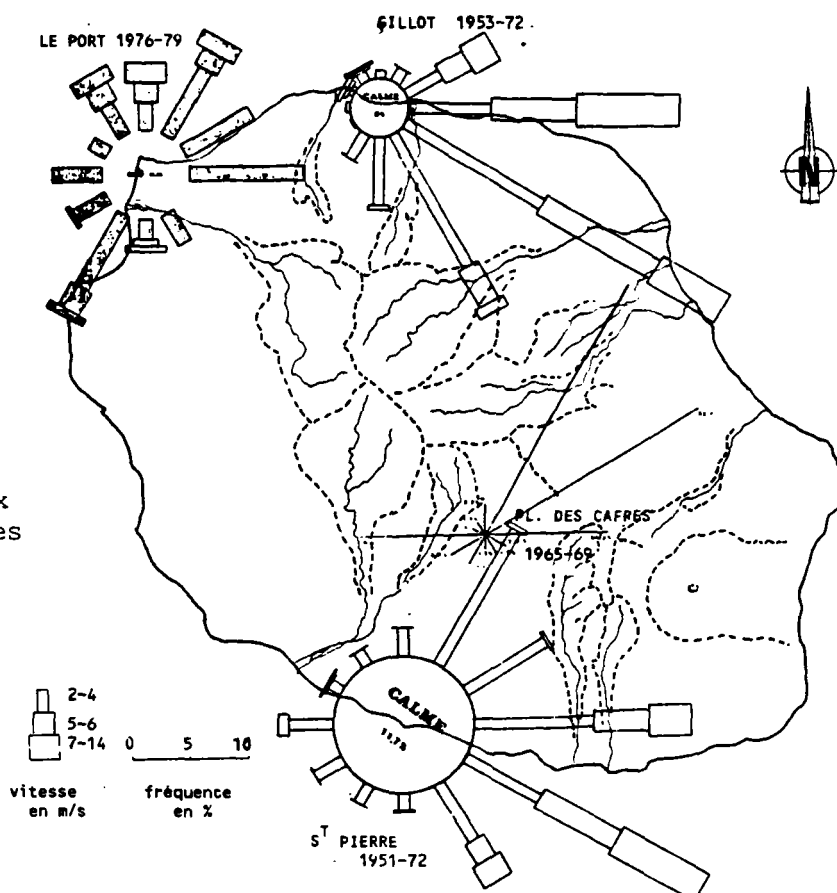 GILLOT 1953-72
LE PORT 1976-79
CALME
N
x
es
PL. DES CAFRES
1965-69
C
CALME
2-4
5-6
7-14
0 5 10
vitesse
en m/s
fréquence
en %
S^T PIERRE
1951-72